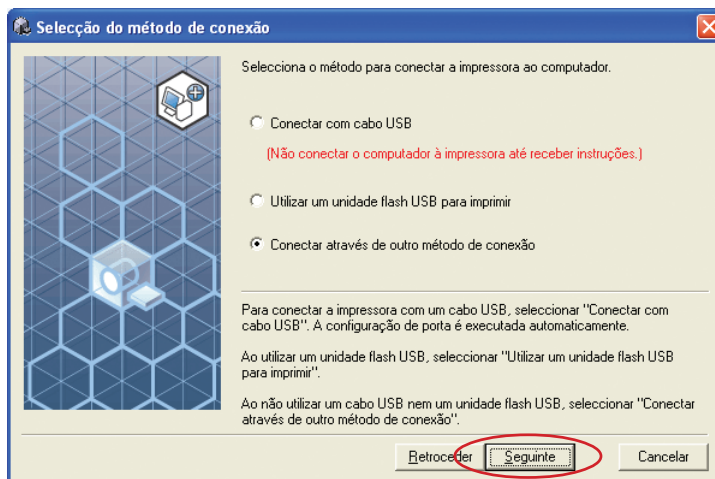 Selecção do método de conexão
Selecciona o método para conectar a impressora ao computador.
Conectar com cabo USB
(Não conectar o computador à impressora até receber instruções.)
Utilizar um unidade flash USB para imprimir
Conectar através de outro método de conexão
Para conectar a impressora com um cabo USB, seleccionar "Conectar com
cabo USB". A configuração de porta é executada automaticamente.
Ao utilizar um unidade flash USB, seleccionar "Utilizar um unidade flash USB
para imprimir".
Ao não utilizar um cabo USB nem um unidade flash USB, seleccionar "Conectar
através de outro método de conexão".
Retroceder Seguinte Cancelar